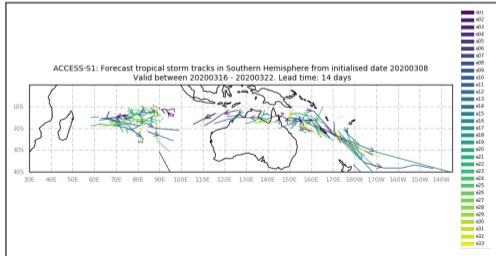 ACCESS-S1: Forecast tropical storm tracks in Southern Hemisphere from initialised date 20200308
Valid between 20200316 - 20200322. Lead time: 14 days
10S
20S
30S
40S
30E 40E 50E 60E 70E 80E 90E 100E 110E 120E 130E 140E 150E 160E 170E 180E 170W 160W 150W 140W
e01
e02
e03
e04
e05
e06
e07
e08
e09
e10
e11
e12
e13
e14
e15
e16
e17
e18
e19
e20
e21
e22
e23
e24
e25
e26
e27
e28
e29
e30
e31
e32
e33